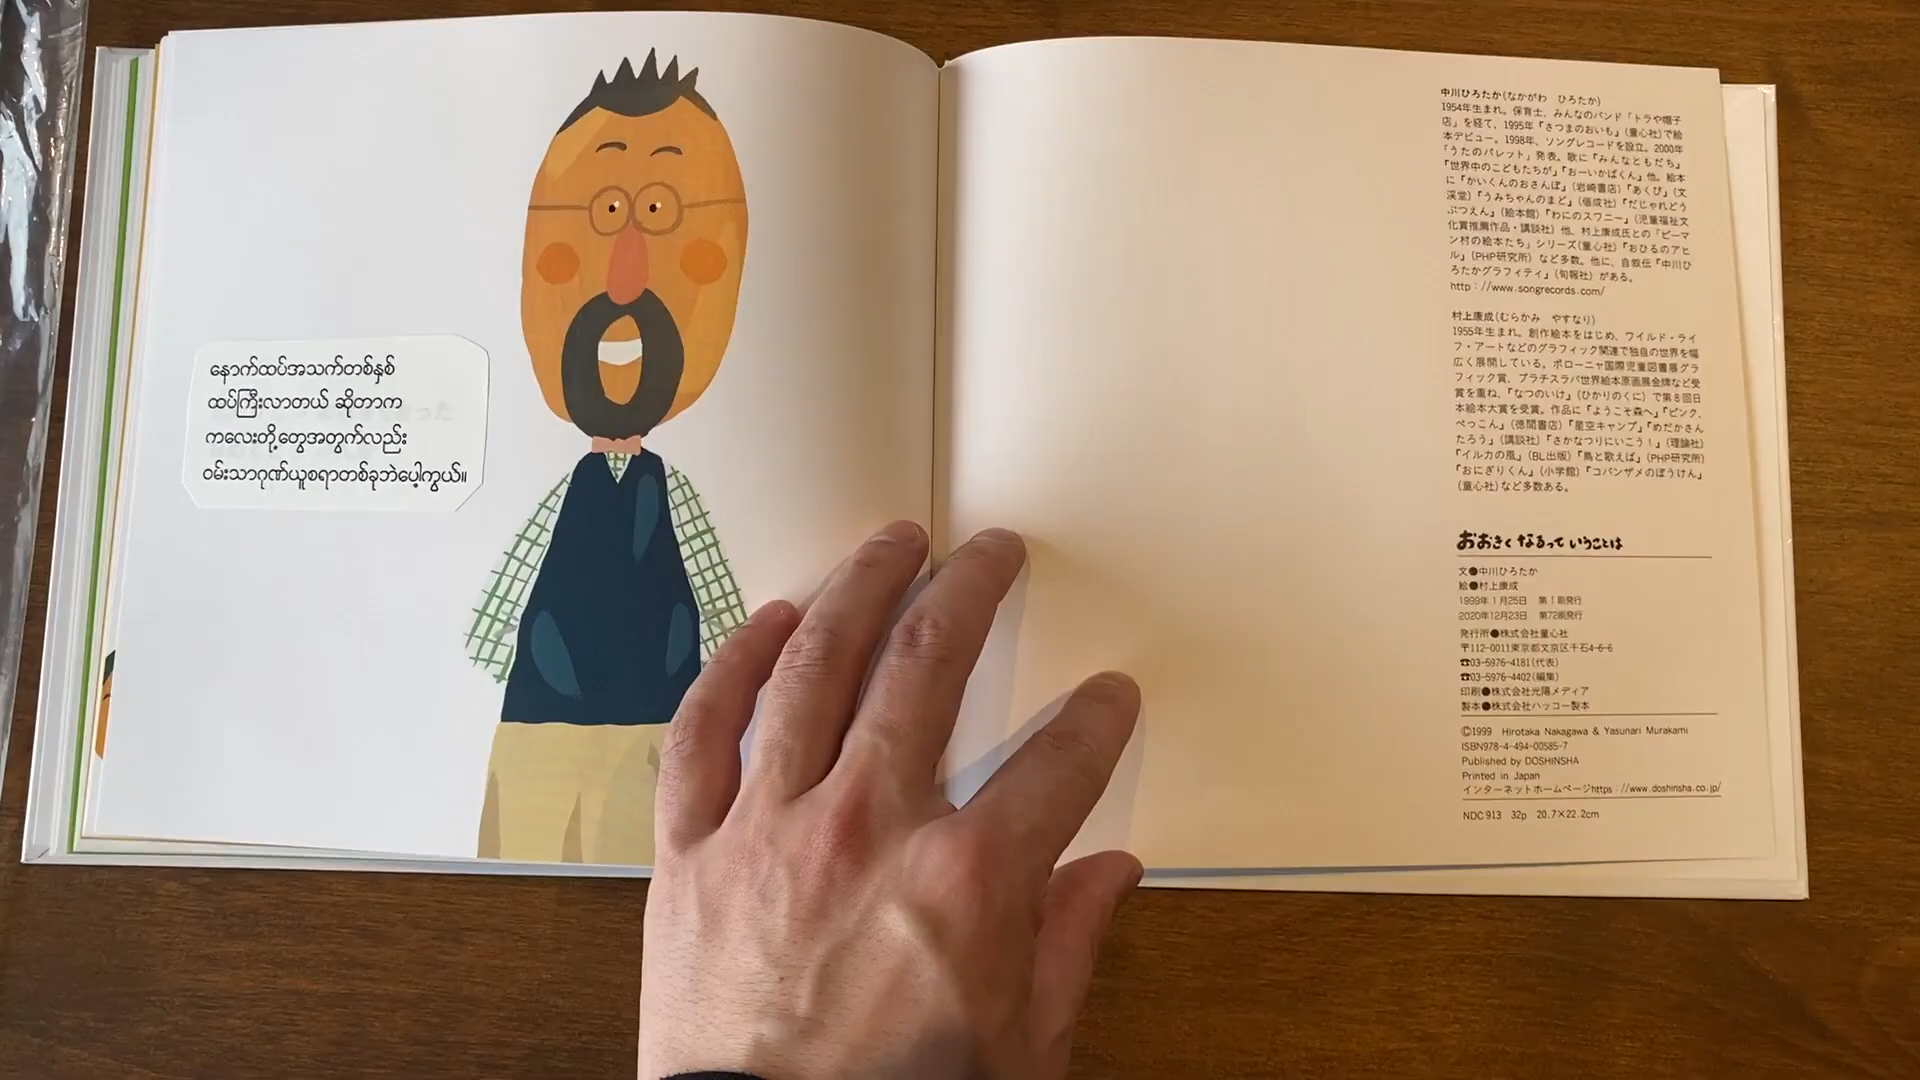 နောက်ထပ်အသက်တစ်နှစ်
ထပ်ကြီးလာတယ် ဆိုတာက
ကလေးတို့တွေအတွက်လည်း
ဝမ်းသာဂုဏ်ယူစရာတစ်ခုဘဲပေါ့ကွယ်။
中川ひろたか(なかがわ　ひろたか)
1954年生まれ。保育士、みんなのバンド「トラや帽子
店」を経て、1995年『さつまのおいも』(童心社)で絵
本デビュー。1998年、ソングレコードを設立。2000年
「うたのパレット」発表。歌に「みんなともだち」
「世界中のこどもたちが」「おーいかばくん」他。絵本
に『かいくんのおさんぽ』(岩崎書店)『あくび』(文
溪堂)『うみちゃんのまど』(偕成社)『だじゃれどう
ぶつえん』(絵本館)『わにのスワニー』(児童福祉文
化賞推薦作品・講談社)他、村上康成氏との「ピーマ
ン村の絵本たち」シリーズ(童心社)『おひるのアヒ
ル』(PHP研究所)など多数。他に、自叙伝『中川ひ
ろたかグラフィティ』(旬報社)がある。
http://www.songrecords.com/
村上康成(むらかみ　やすなり)
1955年生まれ。創作絵本をはじめ、ワイルド・ライ
フ・アートなどのグラフィック関連で独自の世界を幅
広く展開している。ボローニャ国際児童図書展グラ
フィック賞、ブラチスラバ世界絵本原画展金牌など受
賞を重ね、『なつのいけ』(ひかりのくに)で第8回日
本絵本大賞を受賞。作品に『ようこそ森へ』『ピンク、
ぺっこん』(徳間書店)『星空キャンプ』『めだかさん
たろう』(講談社)『さかなつりにいこう!』(理論社)
『イルカの風』(BL出版)『鳥と歌えば』(PHP研究所)
『おにぎりくん』(小学館)『コバンザメのぼうけん』
(童心社)など多数ある。
おおきくなるっていうことは
文●中川ひろたか
絵●村上康成
1999年1月25日　第1刷発行
2020年12月23日　第72刷発行
発行所●株式会社童心社
〒112-0011東京都文京区千石4-6-6
☎03-5976-4181(代表)
☎03-5976-4402(編集)
印刷●株式会社光陽メディア
製本●株式会社ハッコー製本
©1999 Hirotaka Nakagawa & Yasunari Murakami
ISBN978-4-494-00585-7
Published by DOSHINSHA
Printed in Japan
インターネットホームページhttps://www.doshinsha.co.jp/
NDC913 32p 20.7×22.2cm